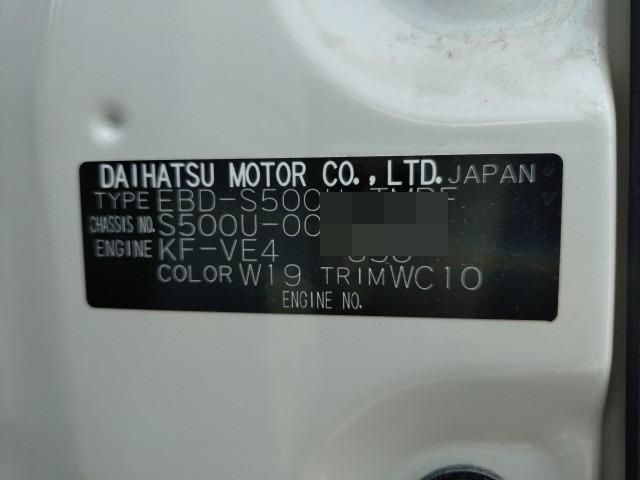 DAIHATSU MOTOR CO., LTD. JAPAN
TYPE EBD-S500
CHASSIS NO. S500U-00
ENGINE KF-VE4
COLOR W19 TRIM WC10
ENGINE NO.